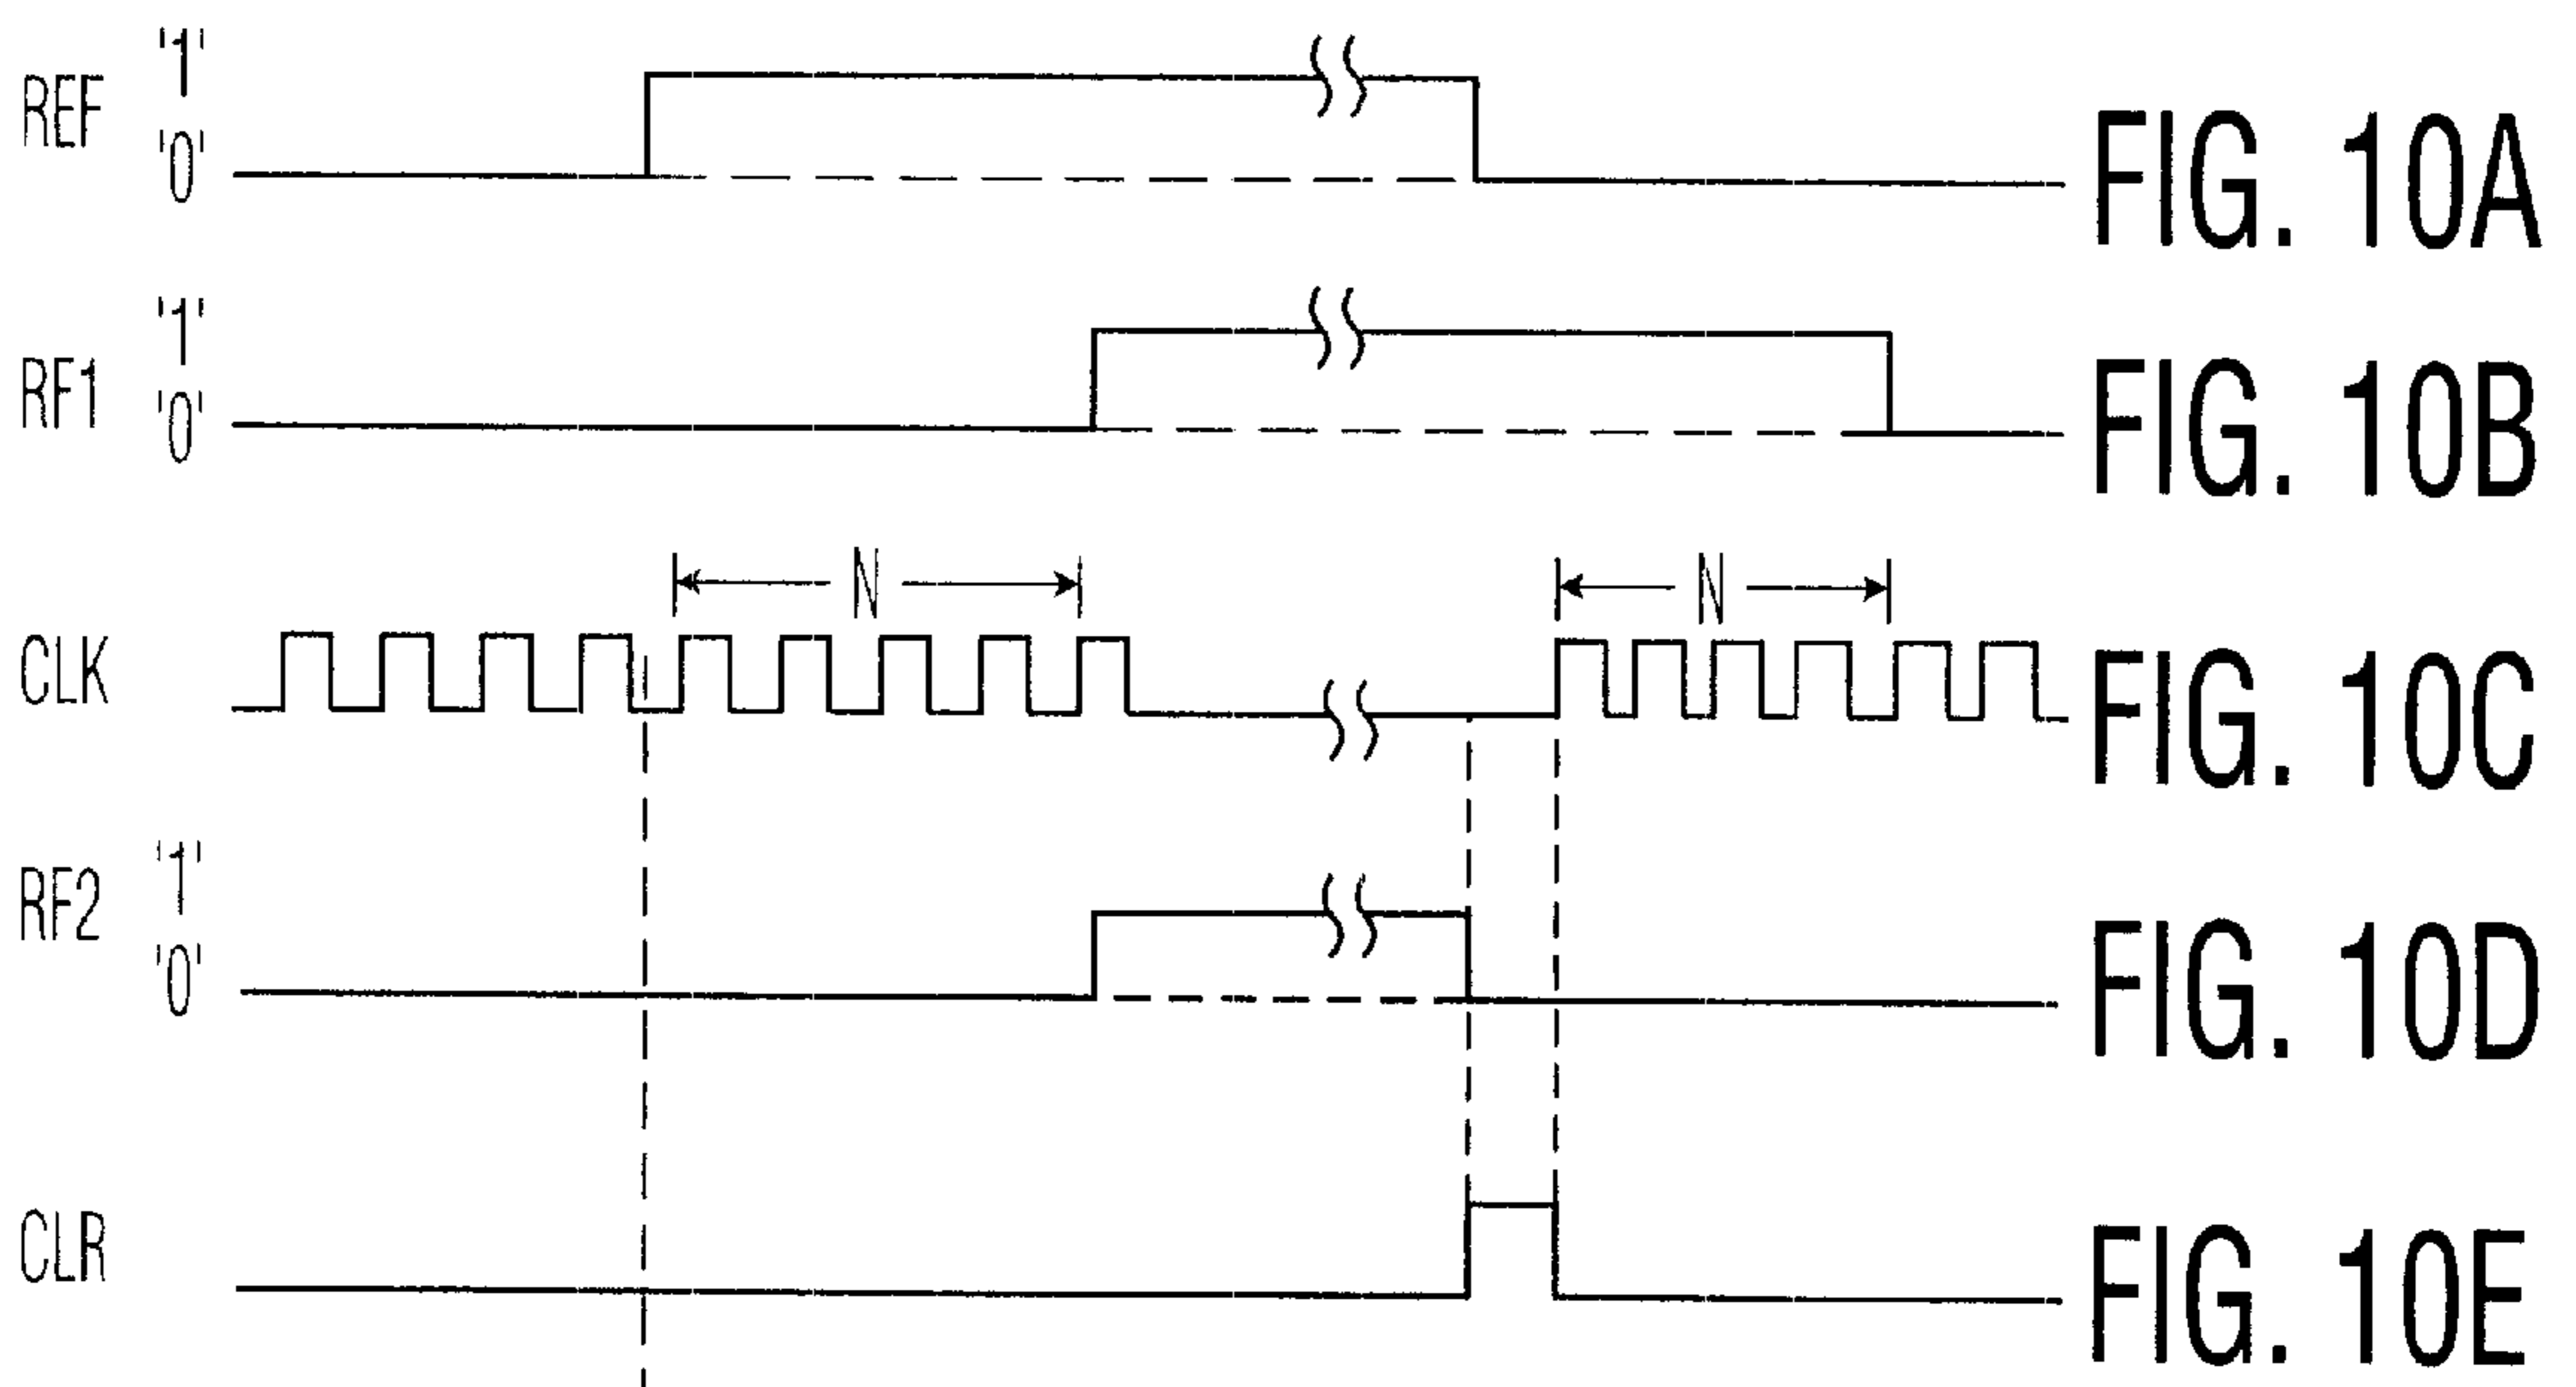 '1'
REF
'0'
FIG. 10A
'1'
RF1
'0'
FIG. 10B
N
N
CLK
FIG. 10C
'1'
RF2
'0'
FIG. 10D
CLR
FIG. 10E